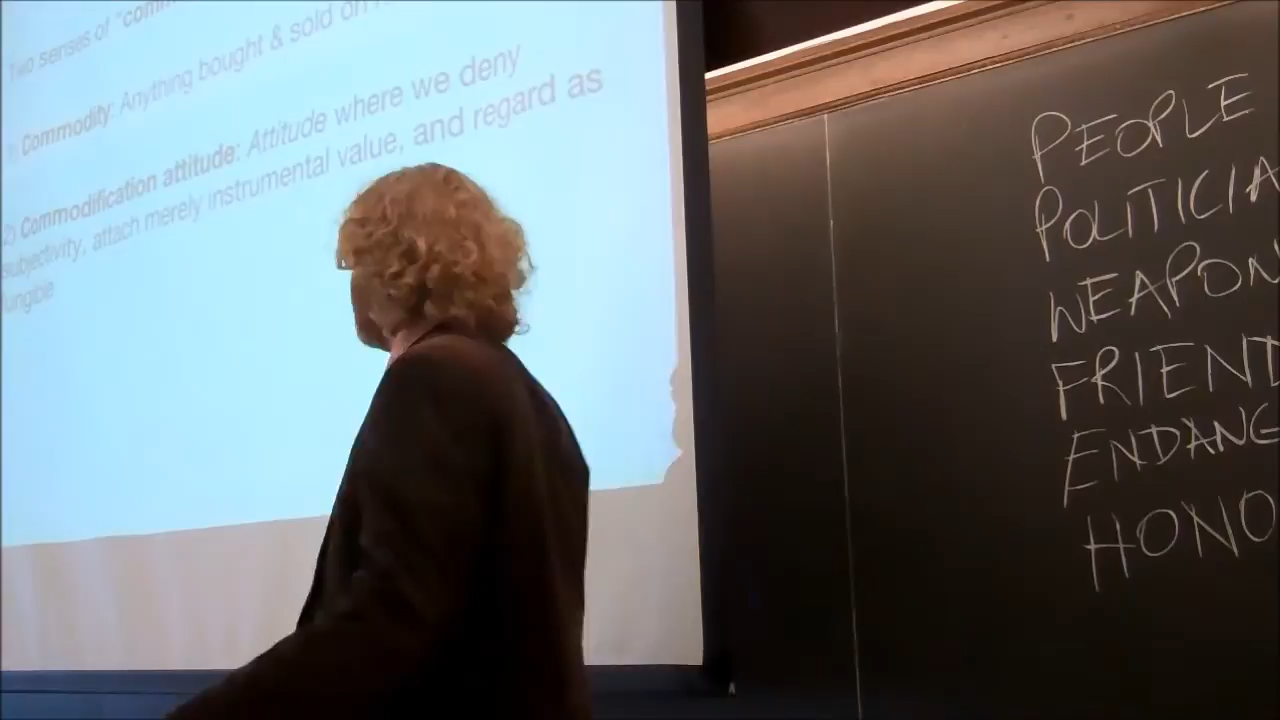 Two senses of "comm
1) Commodity: Anything bought & sold on
2) Commodification attitude: Attitude where we deny
subjectivity, attach merely instrumental value, and regard as
fungible
PEOPLE
POLITICIA
WEAPON
FRIEND
ENDANG
HONO